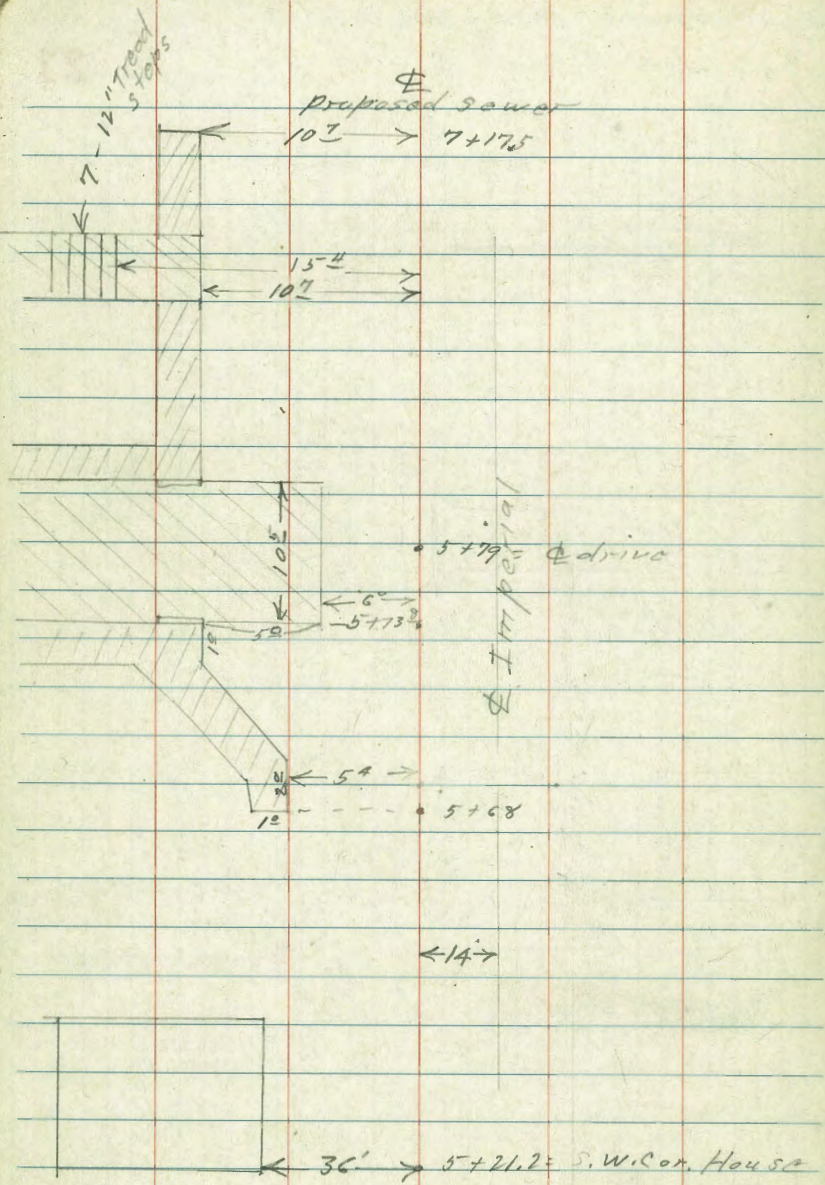 7 - 12" Tread
steps
℄
proposed sewer
10 7 7+17.5
15 4
10 7
10 5
5+79 = ℄ drive
℄ Imperial
6 0
5 0 5+73 8
1 0
2 0
5 4
1 0 5+68
14'
36' 5+21.2 = S.W. Cor. House